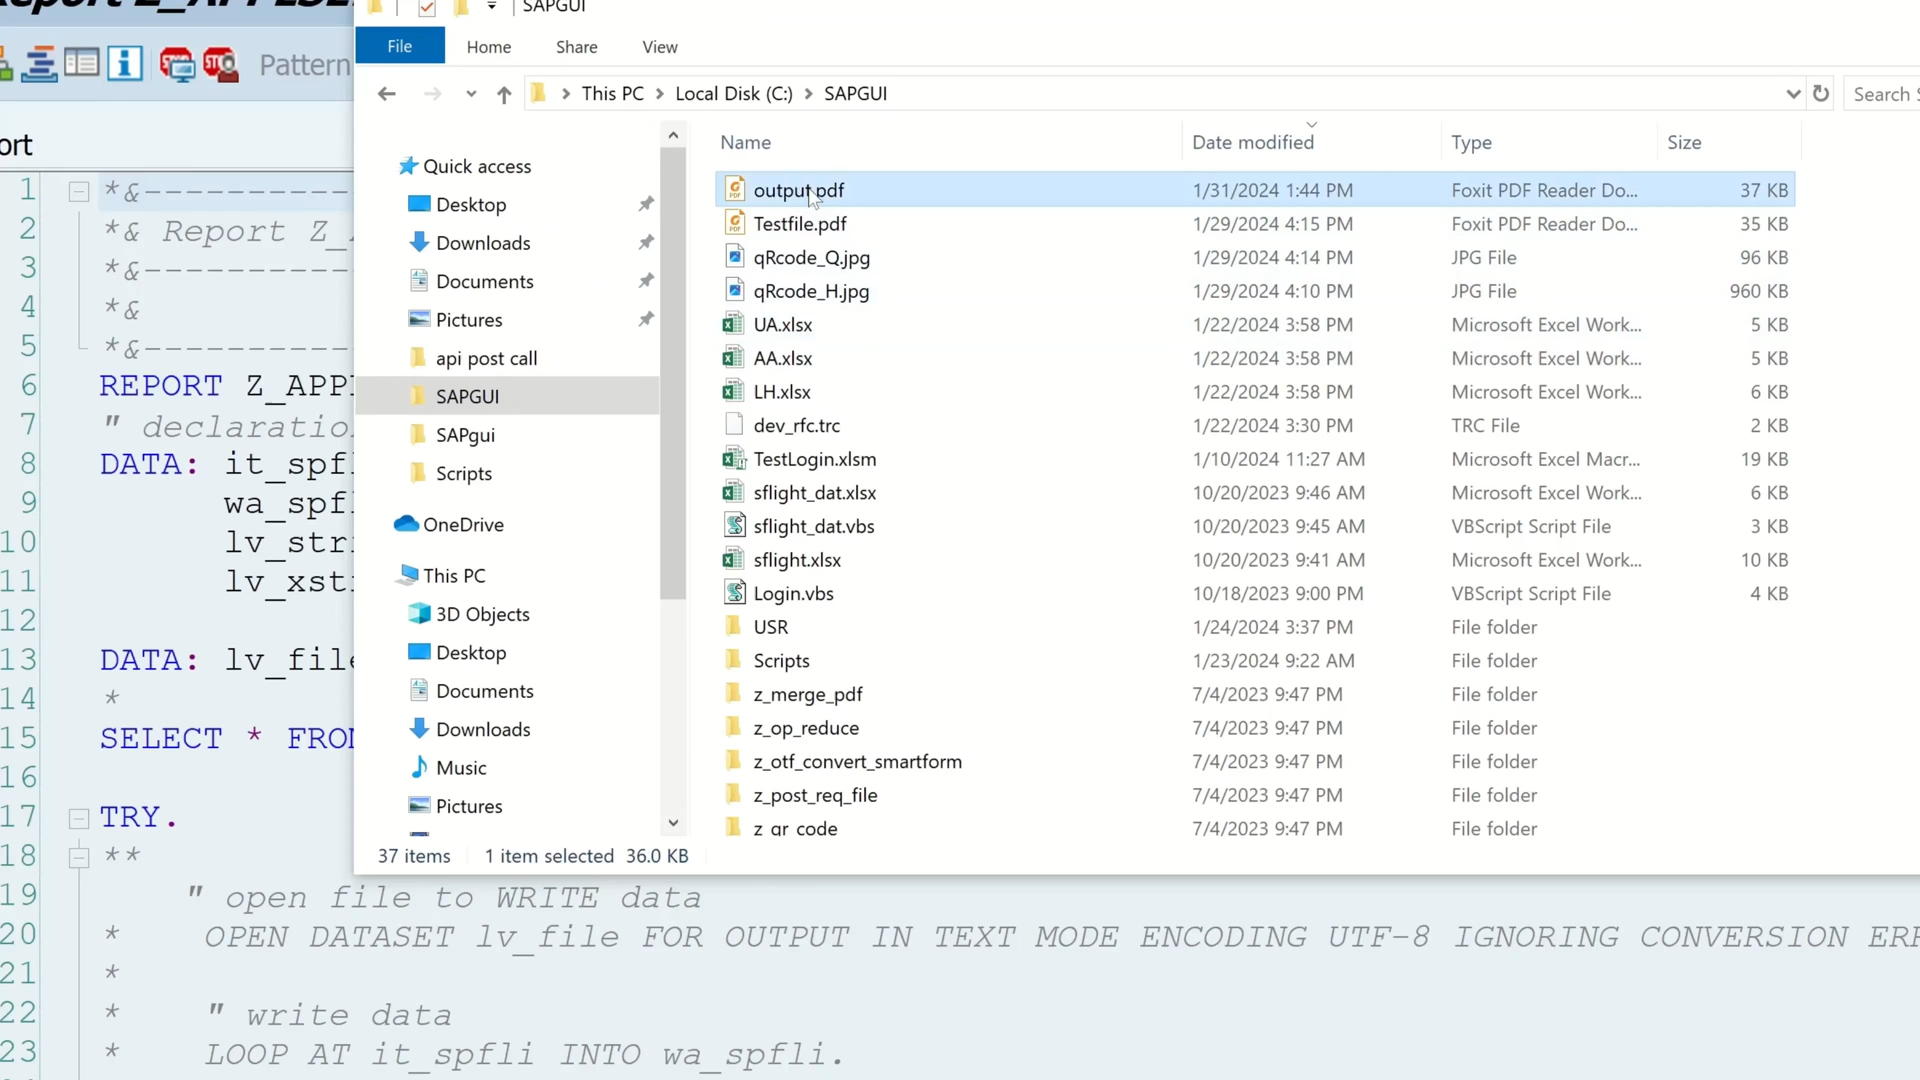 SAPGUI
File Home Share View
Pattern
This PC Local Disk (C:) SAPGUI Search
Name Date modified Type Size
Quick access
Desktop
Downloads
Documents
Pictures
api post call
SAPGUI
SAPgui
Scripts
OneDrive
This PC
3D Objects
Desktop
Documents
Downloads
Music
Pictures
output.pdf 1/31/2024 1:44 PM Foxit PDF Reader Do... 37 KB
Testfile.pdf 1/29/2024 4:15 PM Foxit PDF Reader Do... 35 KB
qRcode_Q.jpg 1/29/2024 4:14 PM JPG File 96 KB
qRcode_H.jpg 1/29/2024 4:10 PM JPG File 960 KB
UA.xlsx 1/22/2024 3:58 PM Microsoft Excel Work... 5 KB
AA.xlsx 1/22/2024 3:58 PM Microsoft Excel Work... 5 KB
LH.xlsx 1/22/2024 3:58 PM Microsoft Excel Work... 6 KB
dev_rfc.trc 1/22/2024 3:30 PM TRC File 2 KB
TestLogin.xlsm 1/10/2024 11:27 AM Microsoft Excel Macr... 19 KB
sflight_dat.xlsx 10/20/2023 9:46 AM Microsoft Excel Work... 6 KB
sflight_dat.vbs 10/20/2023 9:45 AM VBScript Script File 3 KB
sflight.xlsx 10/20/2023 9:41 AM Microsoft Excel Work... 10 KB
Login.vbs 10/18/2023 9:00 PM VBScript Script File 4 KB
USR 1/24/2024 3:37 PM File folder
Scripts 1/23/2024 9:22 AM File folder
z_merge_pdf 7/4/2023 9:47 PM File folder
z_op_reduce 7/4/2023 9:47 PM File folder
z_otf_convert_smartform 7/4/2023 9:47 PM File folder
z_post_req_file 7/4/2023 9:47 PM File folder
z_qr_code 7/4/2023 9:47 PM File folder
37 items 1 item selected 36.0 KB
ort
1 *&-----------
2 *& Report Z_
3 *&-----------
4 *&
5 *&-----------
6 REPORT Z_APPL
7 " declaratio
8 DATA: it_spf
9 wa_spf
10 lv_str
11 lv_xst
12
13 DATA: lv_file
14 *
15 SELECT * FROM
16
17 TRY.
18 **
19 " open file to WRITE data
20 * OPEN DATASET lv_file FOR OUTPUT IN TEXT MODE ENCODING UTF-8 IGNORING CONVERSION ERR
21 *
22 * " write data
23 * LOOP AT it_spfli INTO wa_spfli.